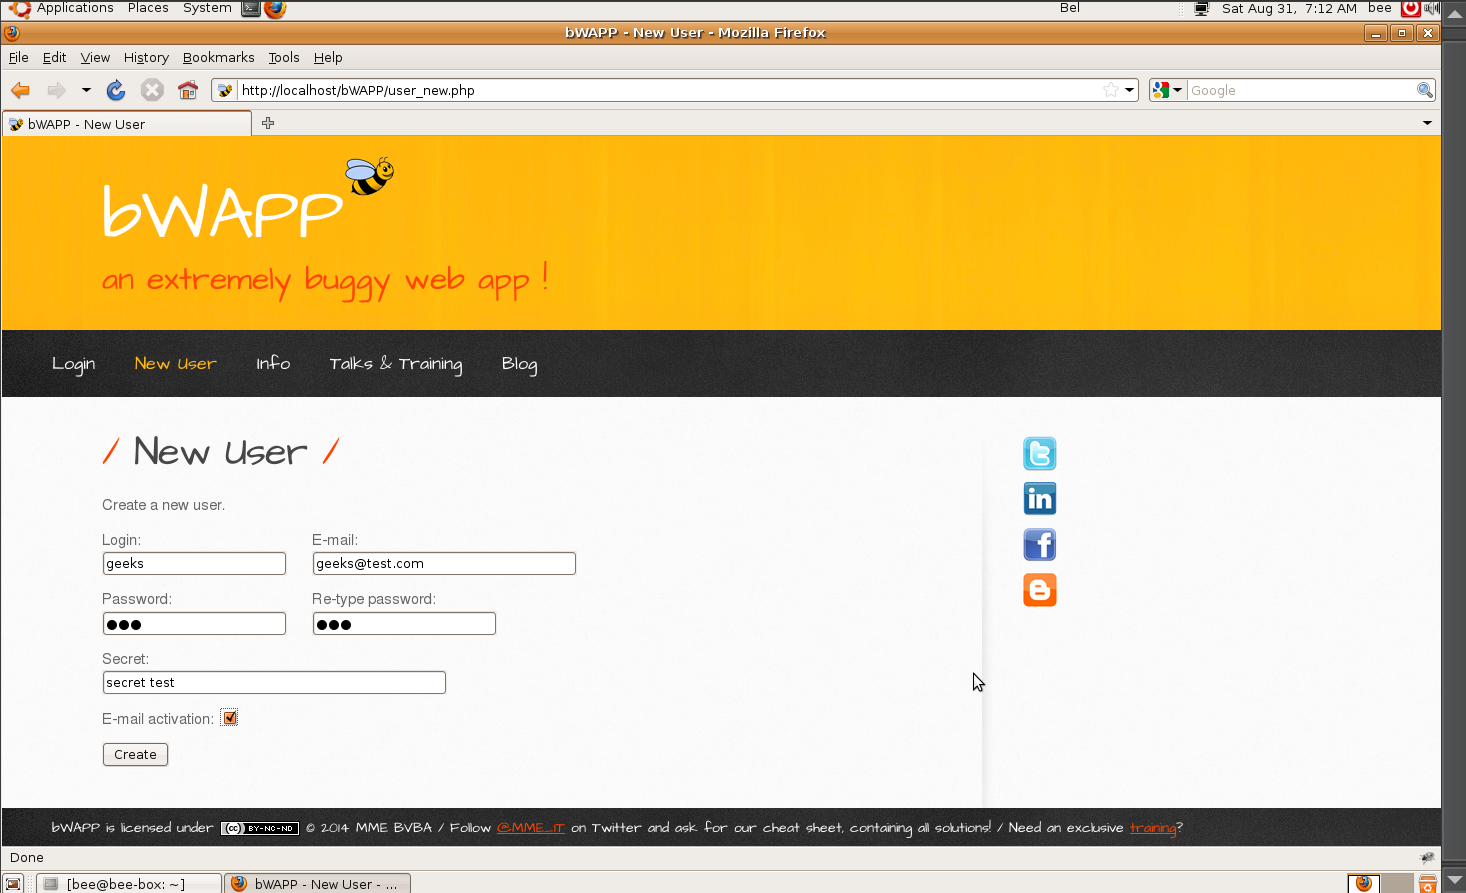 Applications Places System Bel Sat Aug 31, 7:12 AM bee
bWAPP - New User - Mozilla Firefox
File Edit View History Bookmarks Tools Help
http://localhost/bWAPP/user_new.php Google
bWAPP - New User
bWAPP
an extremely buggy web app !
Login New User Info Talks & Training Blog
/ New User /
Create a new user.
Login: E-mail:
geeks geeks@test.com
Password: Re-type password:
Secret:
secret test
E-mail activation:
Create
bWAPP is licensed under (cc) BY-NC-ND © 2014 MME BVBA / Follow @MME_IT on Twitter and ask for our cheat sheet, containing all solutions! / Need an exclusive training?
Done
[bee@bee-box: ~] bWAPP - New User - ...